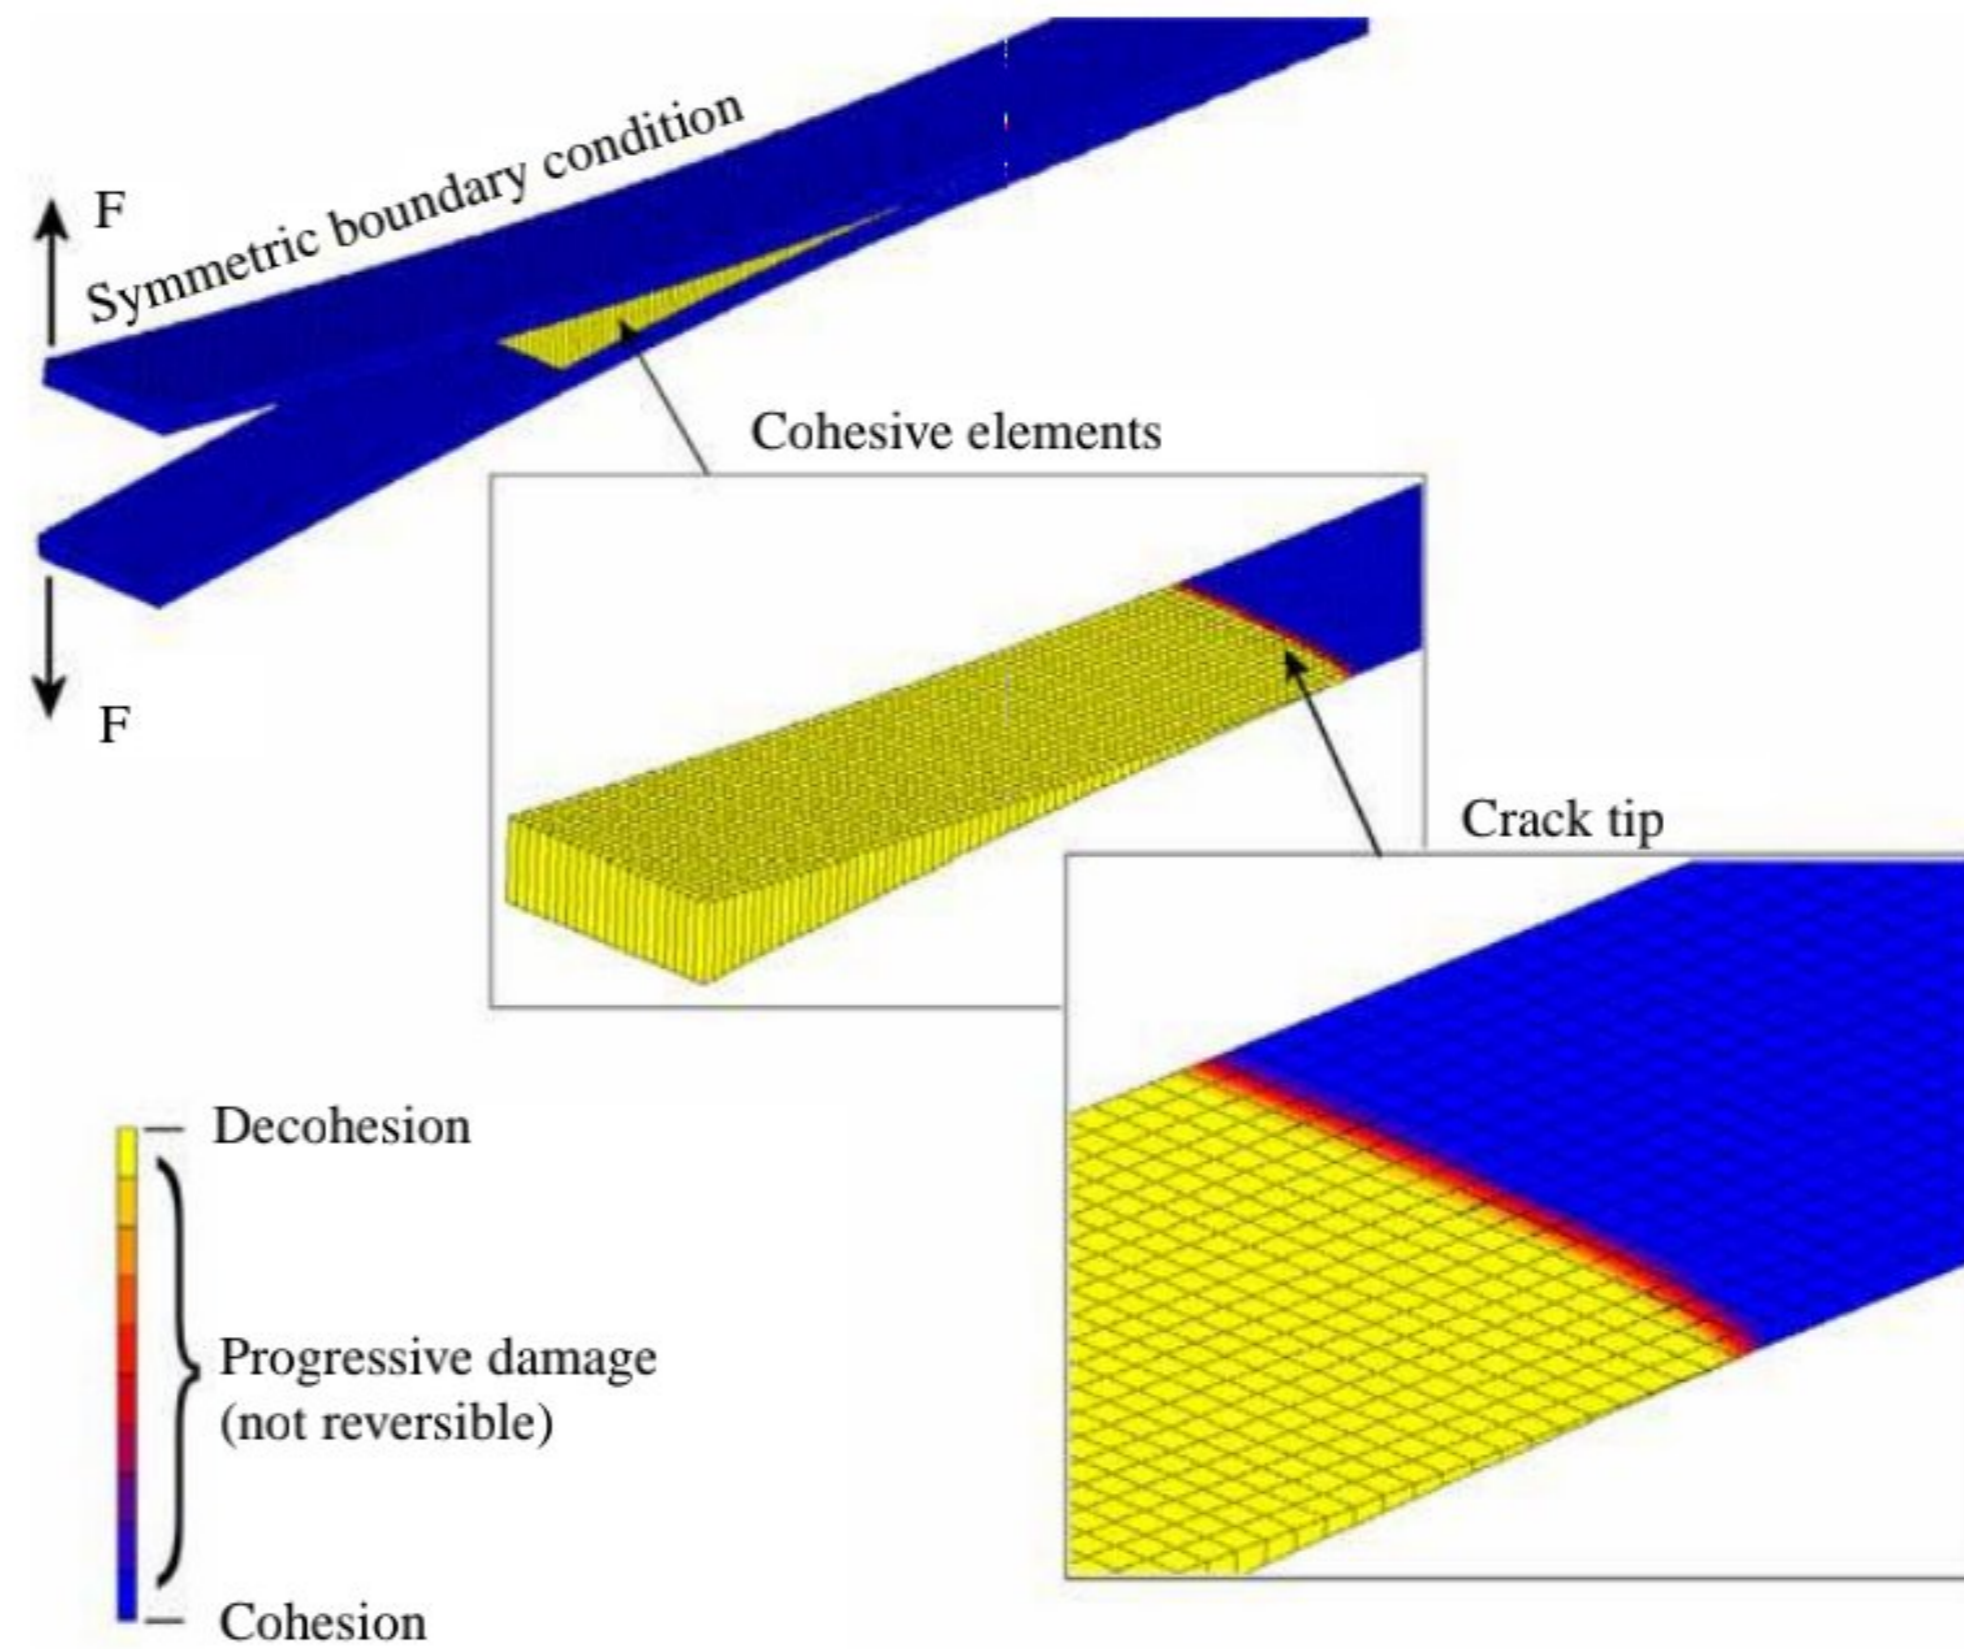 F
Symmetric boundary condition
Cohesive elements
F
Crack tip
Decohesion
Progressive damage
(not reversible)
Cohesion